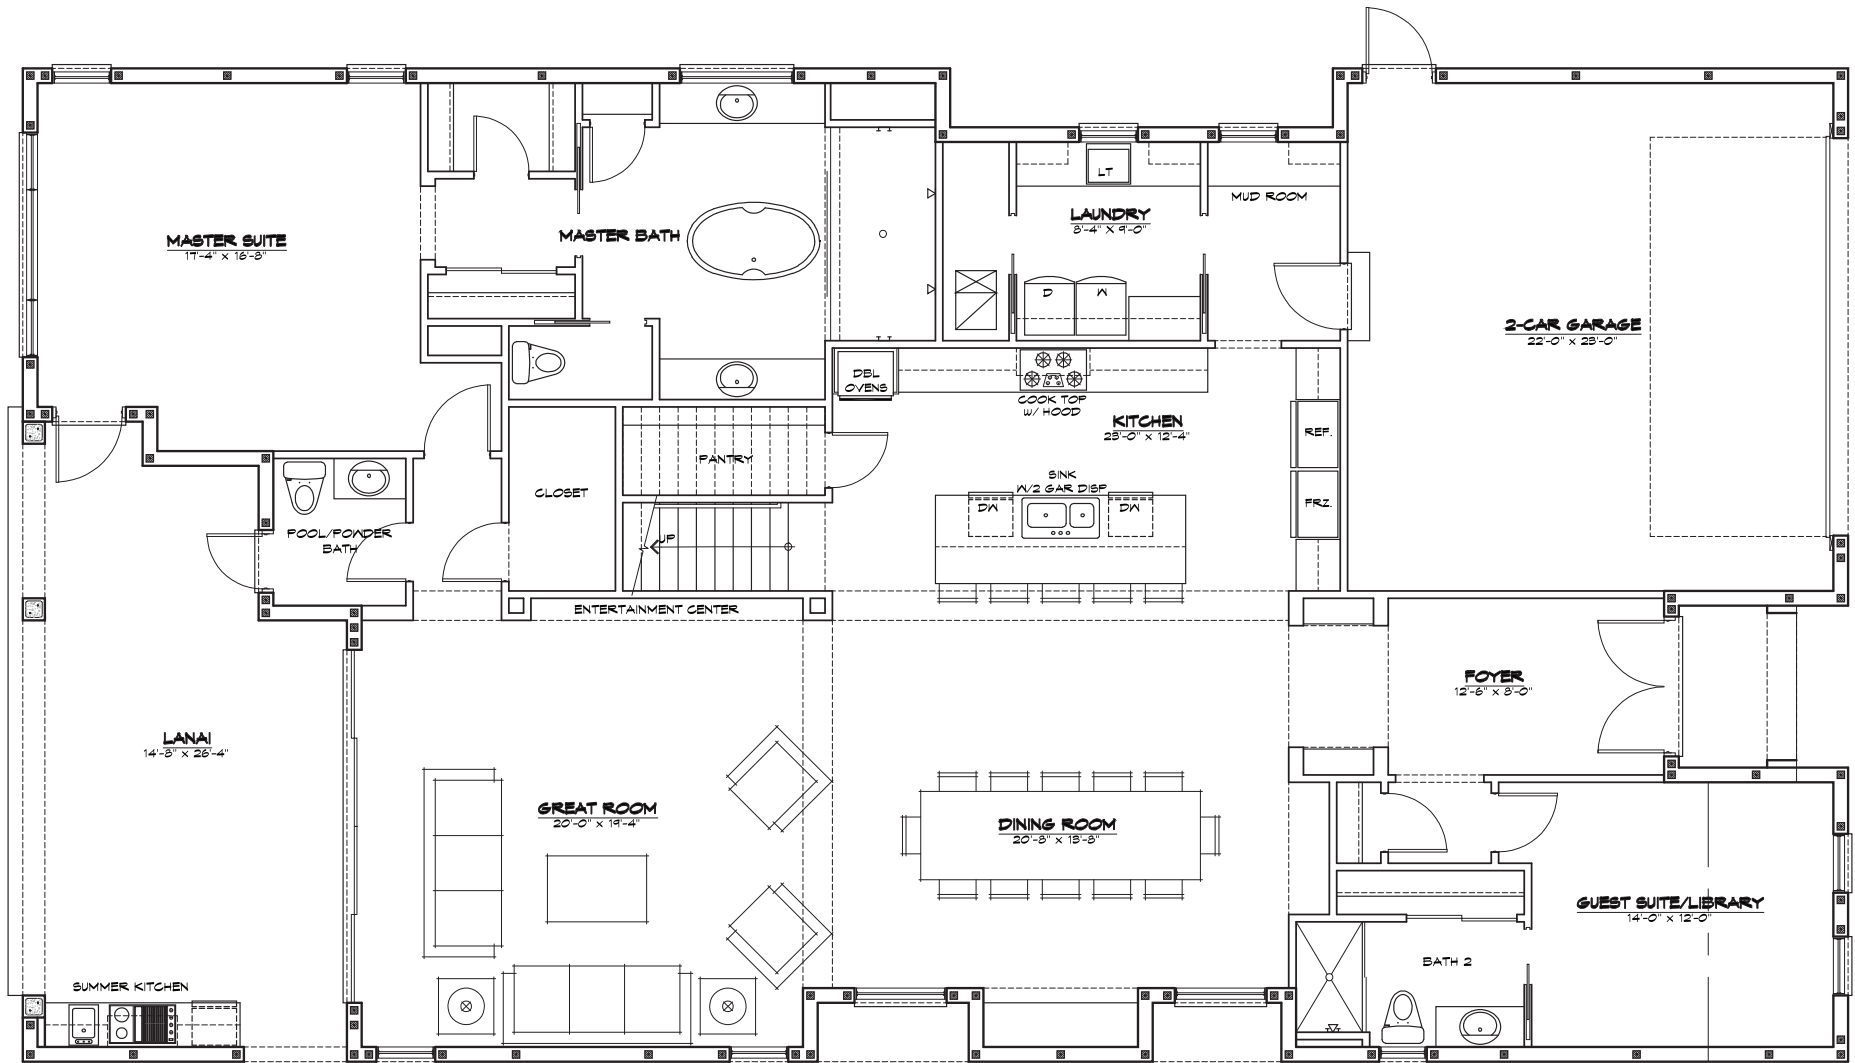 MASTER SUITE
17'-4" x 16'-8"
MASTER BATH
LT
LAUNDRY
8'-4" x 9'-0"
MUD ROOM
D
W
2-CAR GARAGE
22'-0" x 23'-0"
DBL
OVENS
COOK TOP
W/ HOOD
KITCHEN
23'-0" x 12'-4"
REF.
FRZ.
PANTRY
CLOSET
SINK
W/2 GAR DISP
DW
DW
UP
POOL/POWDER
BATH
ENTERTAINMENT CENTER
FOYER
12'-6" x 8'-0"
LANAI
14'-8" x 26'-4"
GREAT ROOM
20'-0" x 19'-4"
DINING ROOM
20'-8" x 13'-8"
GUEST SUITE/LIBRARY
14'-0" x 12'-0"
BATH 2
SUMMER KITCHEN